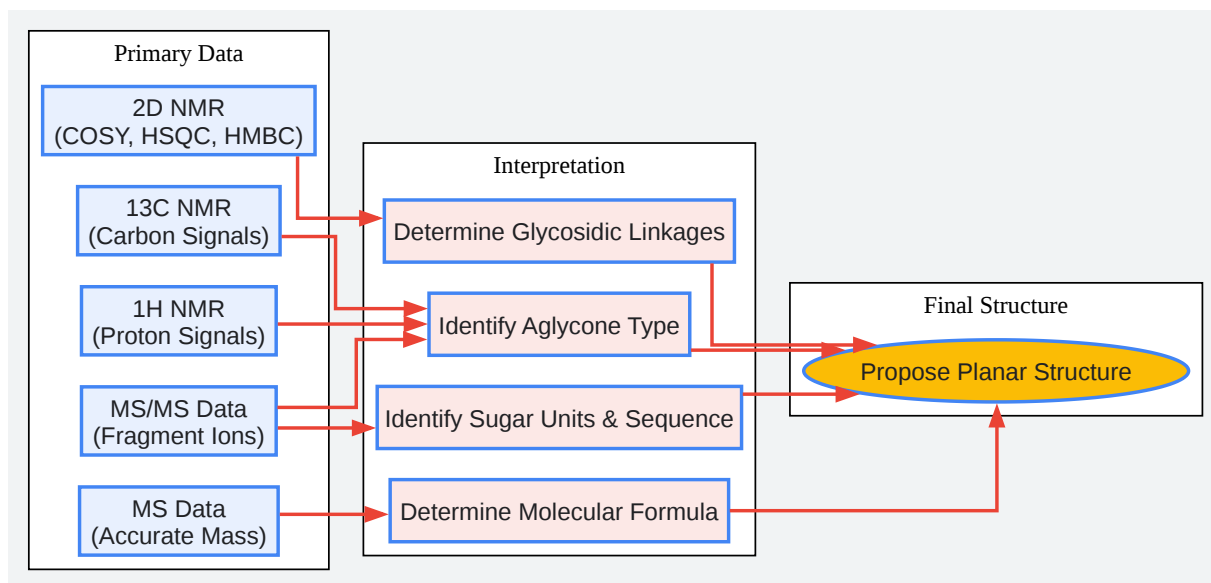 Primary Data
2D NMR
(COSY, HSQC, HMBC)
13C NMR
(Carbon Signals)
1H NMR
(Proton Signals)
MS/MS Data
(Fragment Ions)
MS Data
(Accurate Mass)
Interpretation
Determine Glycosidic Linkages
Identify Aglycone Type
Identify Sugar Units & Sequence
Determine Molecular Formula
Final Structure
Propose Planar Structure